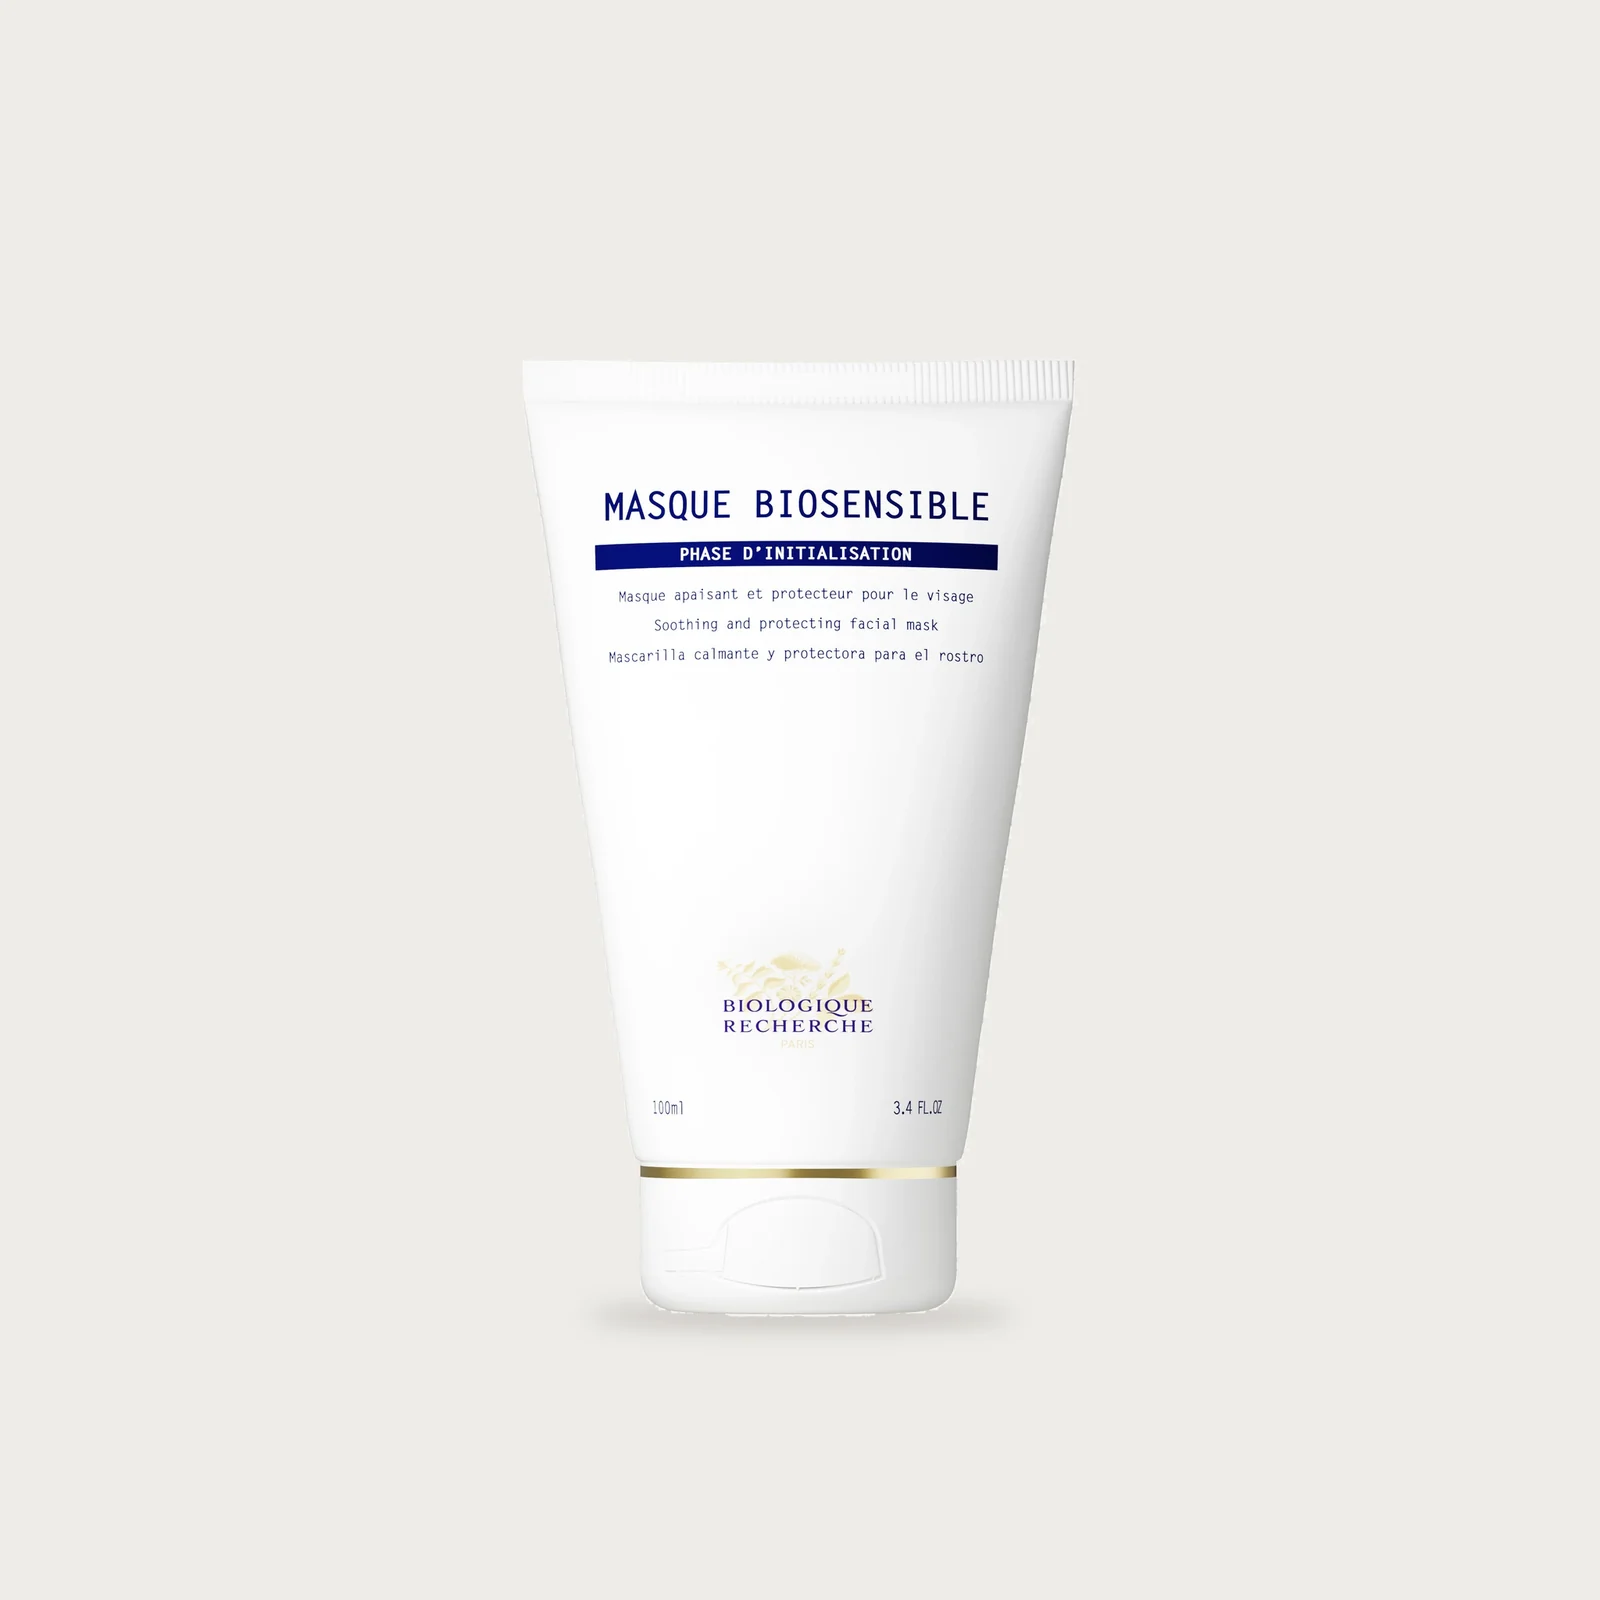 MASQUE BIOSENSIBLE
PHASE D'INITIALISATION
Masque apaisant et protecteur pour le visage
Soothing and protecting facial mask
Mascarilla calmante y protectora para el rostro
BIOLOGIQUE
RECHERCHE
PARIS
100ml 3.4 FL.OZ